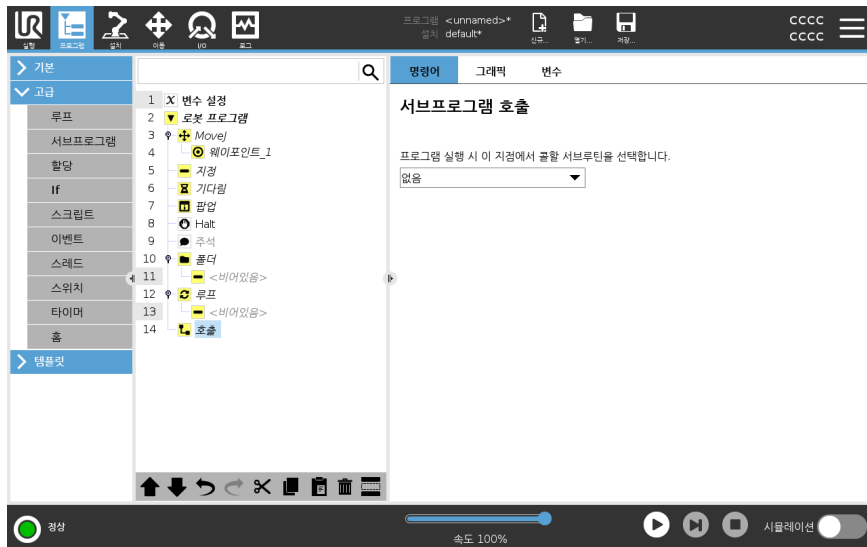 UR
실행
프로그램
설치
이동
I/O
로그
프로그램 <unnamed>*
설치 default*
신규...
열기...
저장...
CCCC
CCCC
기본
고급
루프
서브프로그램
할당
If
스크립트
이벤트
스레드
스위치
타이머
홈
템플릿
1 X 변수 설정
2 로봇 프로그램
3 MoveJ
4 웨이포인트_1
5 지정
6 기다림
7 팝업
8 Halt
9 주석
10 폴더
11 <비어있음>
12 루프
13 <비어있음>
14 호출
명령어 그래픽 변수
서브프로그램 호출
프로그램 실행 시 이 지점에서 콜할 서브루틴을 선택합니다.
없음
정상
속도 100%
시뮬레이션